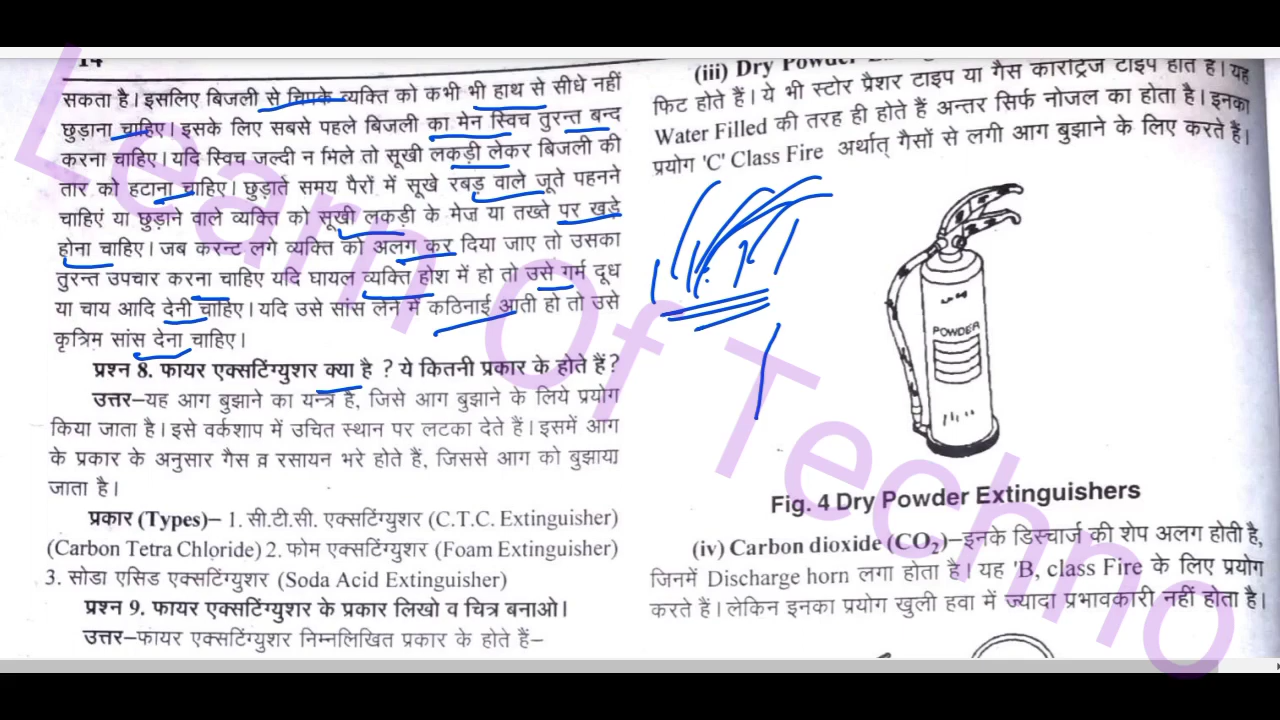 14
सकता है। इसलिए बिजली से चिपके व्यक्ति को कभी भी हाथ से सीधे नहीं
छुड़ाना चाहिए। इसके लिए सबसे पहले बिजली का मेन स्विच तुरन्त बन्द
करना चाहिए। यदि स्विच जल्दी न मिले तो सूखी लकड़ी लेकर बिजली की
तार को हटाना चाहिए। छुड़ाते समय पैरों में सूखे रबड़ वाले जूते पहनने
चाहिएं या छुड़ाने वाले व्यक्ति को सूखी लकड़ी के मेज या तख्ते पर खड़े
होना चाहिए। जब करन्ट लगे व्यक्ति को अलग कर दिया जाए तो उसका
तुरन्त उपचार करना चाहिए यदि घायल व्यक्ति होश में हो तो उसे गर्म दूध
या चाय आदि देनी चाहिए। यदि उसे सांस लेने में कठिनाई आती हो तो उसे
कृत्रिम सांस देना चाहिए।
प्रश्न 8. फायर एक्सटिंग्युशर क्या है ? ये कितनी प्रकार के होते हैं?
उत्तर–यह आग बुझाने का यन्त्र है, जिसे आग बुझाने के लिये प्रयोग
किया जाता है। इसे वर्कशाप में उचित स्थान पर लटका देते हैं। इसमें आग
के प्रकार के अनुसार गैस व रसायन भरे होते हैं, जिससे आग को बुझाया
जाता है।
प्रकार (Types)– 1. सी.टी.सी. एक्सटिंग्युशर (C.T.C. Extinguisher)
(Carbon Tetra Chloride) 2. फोम एक्सटिंग्युशर (Foam Extinguisher)
3. सोडा एसिड एक्सटिंग्युशर (Soda Acid Extinguisher)
प्रश्न 9. फायर एक्सटिंग्युशर के प्रकार लिखो व चित्र बनाओ।
उत्तर–फायर एक्सटिंग्युशर निम्नलिखित प्रकार के होते हैं–
(iii) Dry Powder
फिट होते हैं। ये भी स्टोर प्रैशर टाइप या गैस कारट्रिज टाइप होते हैं। यह
Water Filled की तरह ही होते हैं अन्तर सिर्फ नोजल का होता है। इनका
प्रयोग 'C' Class Fire अर्थात् गैसों से लगी आग बुझाने के लिए करते हैं।
POWDER
Fig. 4 Dry Powder Extinguishers
(iv) Carbon dioxide (CO₂)–इनके डिस्चार्ज की शेप अलग होती है,
जिनमें Discharge horn लगा होता है। यह 'B, class Fire के लिए प्रयोग
करते हैं। लेकिन इनका प्रयोग खुली हवा में ज्यादा प्रभावकारी नहीं होता है।
Learn Of Techno